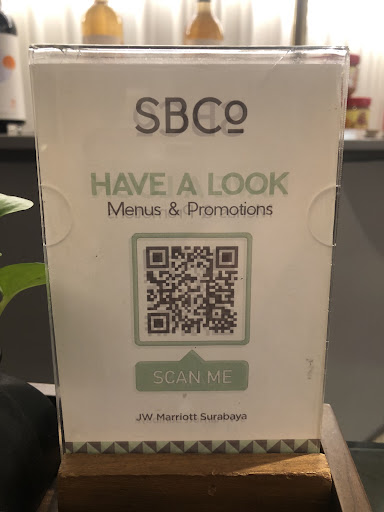 SBCo
HAVE A LOOK
Menus & Promotions
SCAN ME
JW Marriott Surabaya